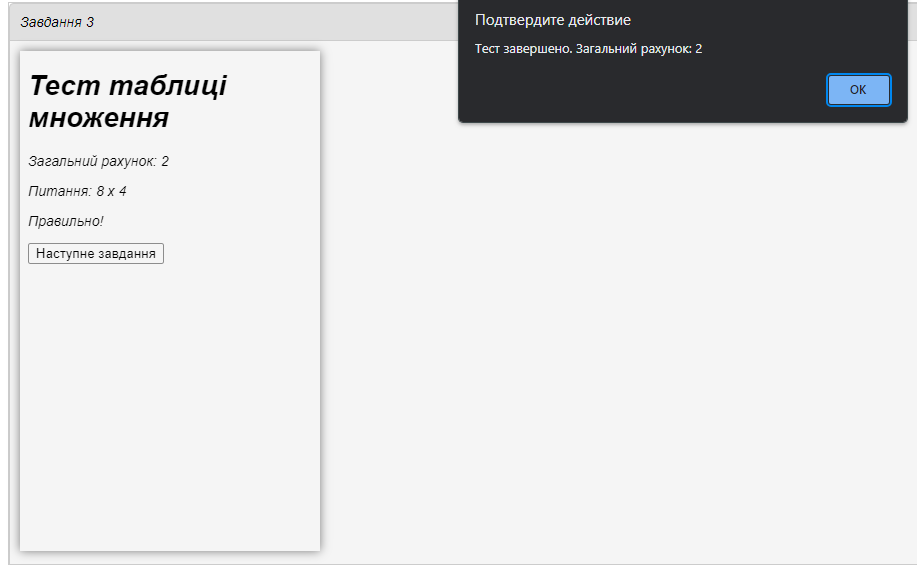 Завдання 3
Подтвердите действие
Тест завершено. Загальний рахунок: 2
OK
Тест таблиці
множення
Загальний рахунок: 2
Питання: 8 x 4
Правильно!
Наступне завдання